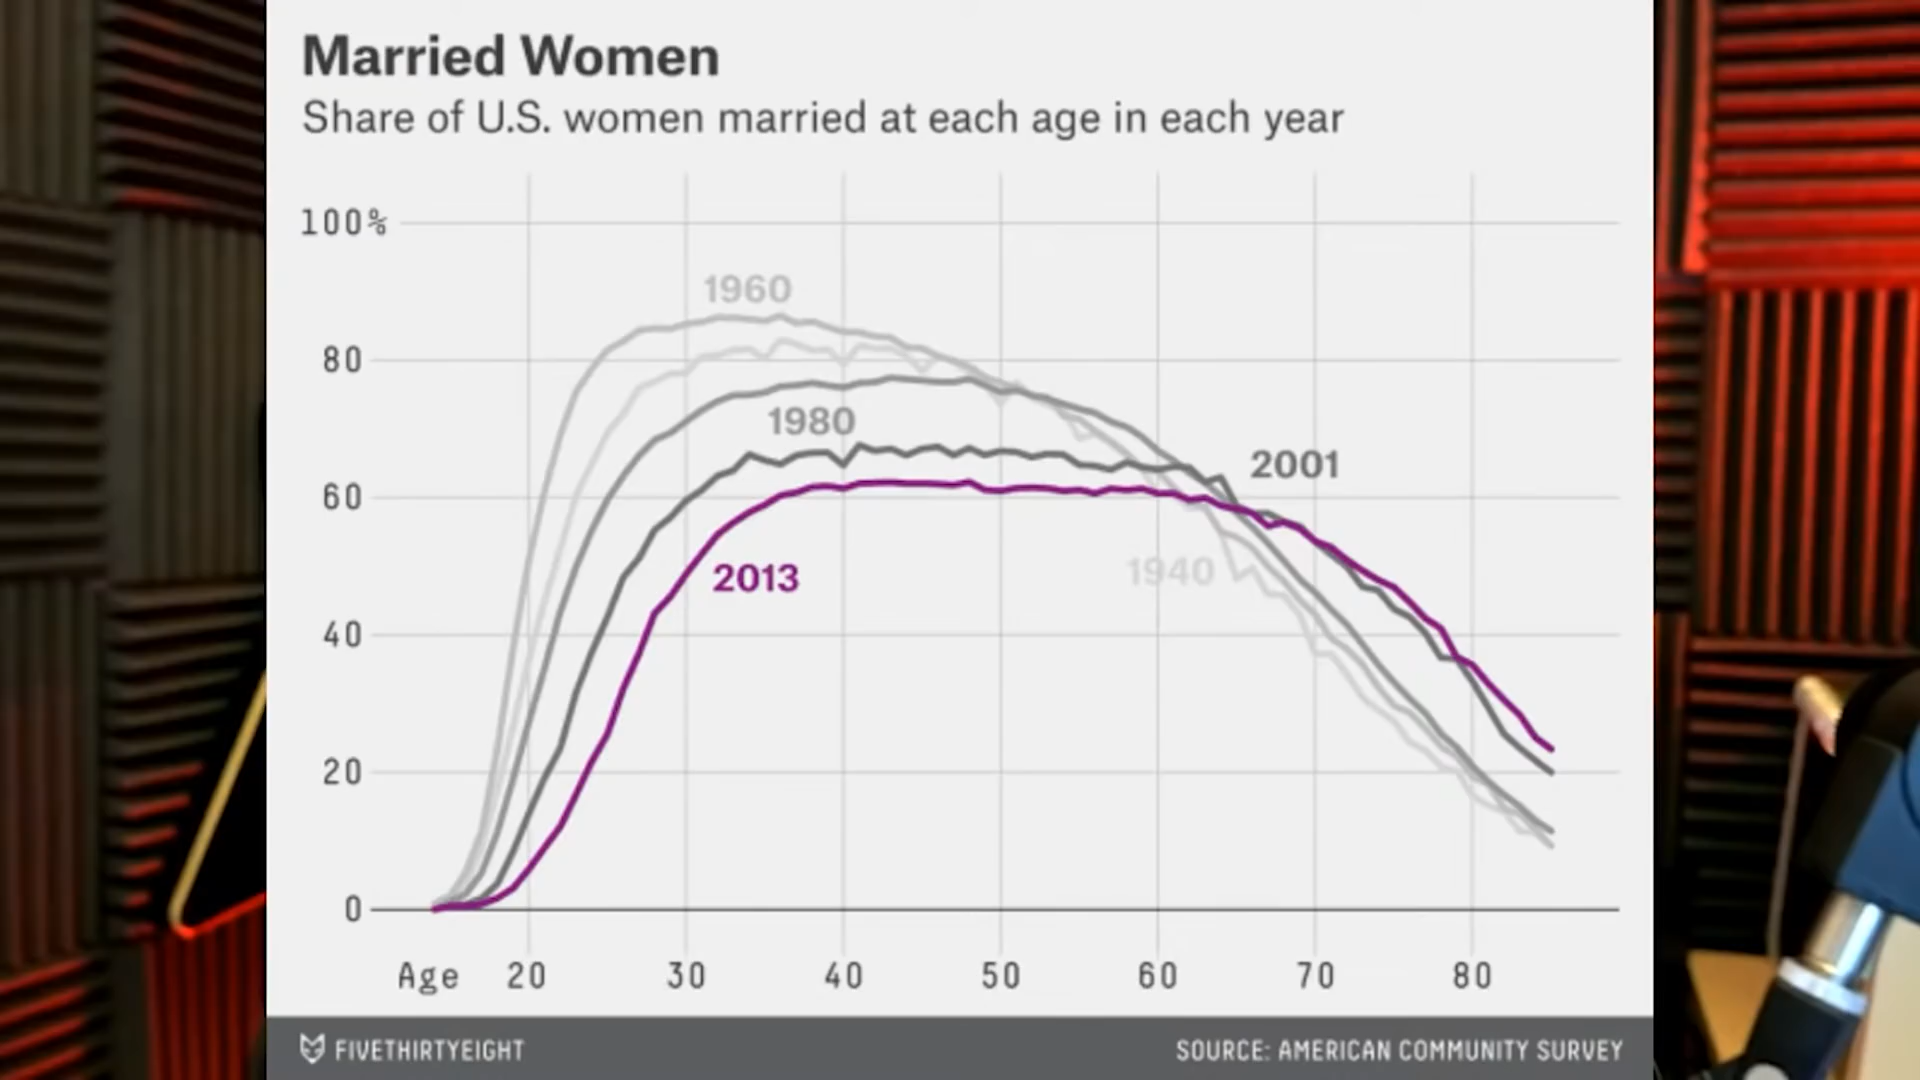 Married Women
Share of U.S. women married at each age in each year
100%
1960
80
1980
2001
60
2013
1940
40
20
0
Age 20 30 40 50 60 70 80
FIVETHIRTYEIGHT
SOURCE: AMERICAN COMMUNITY SURVEY